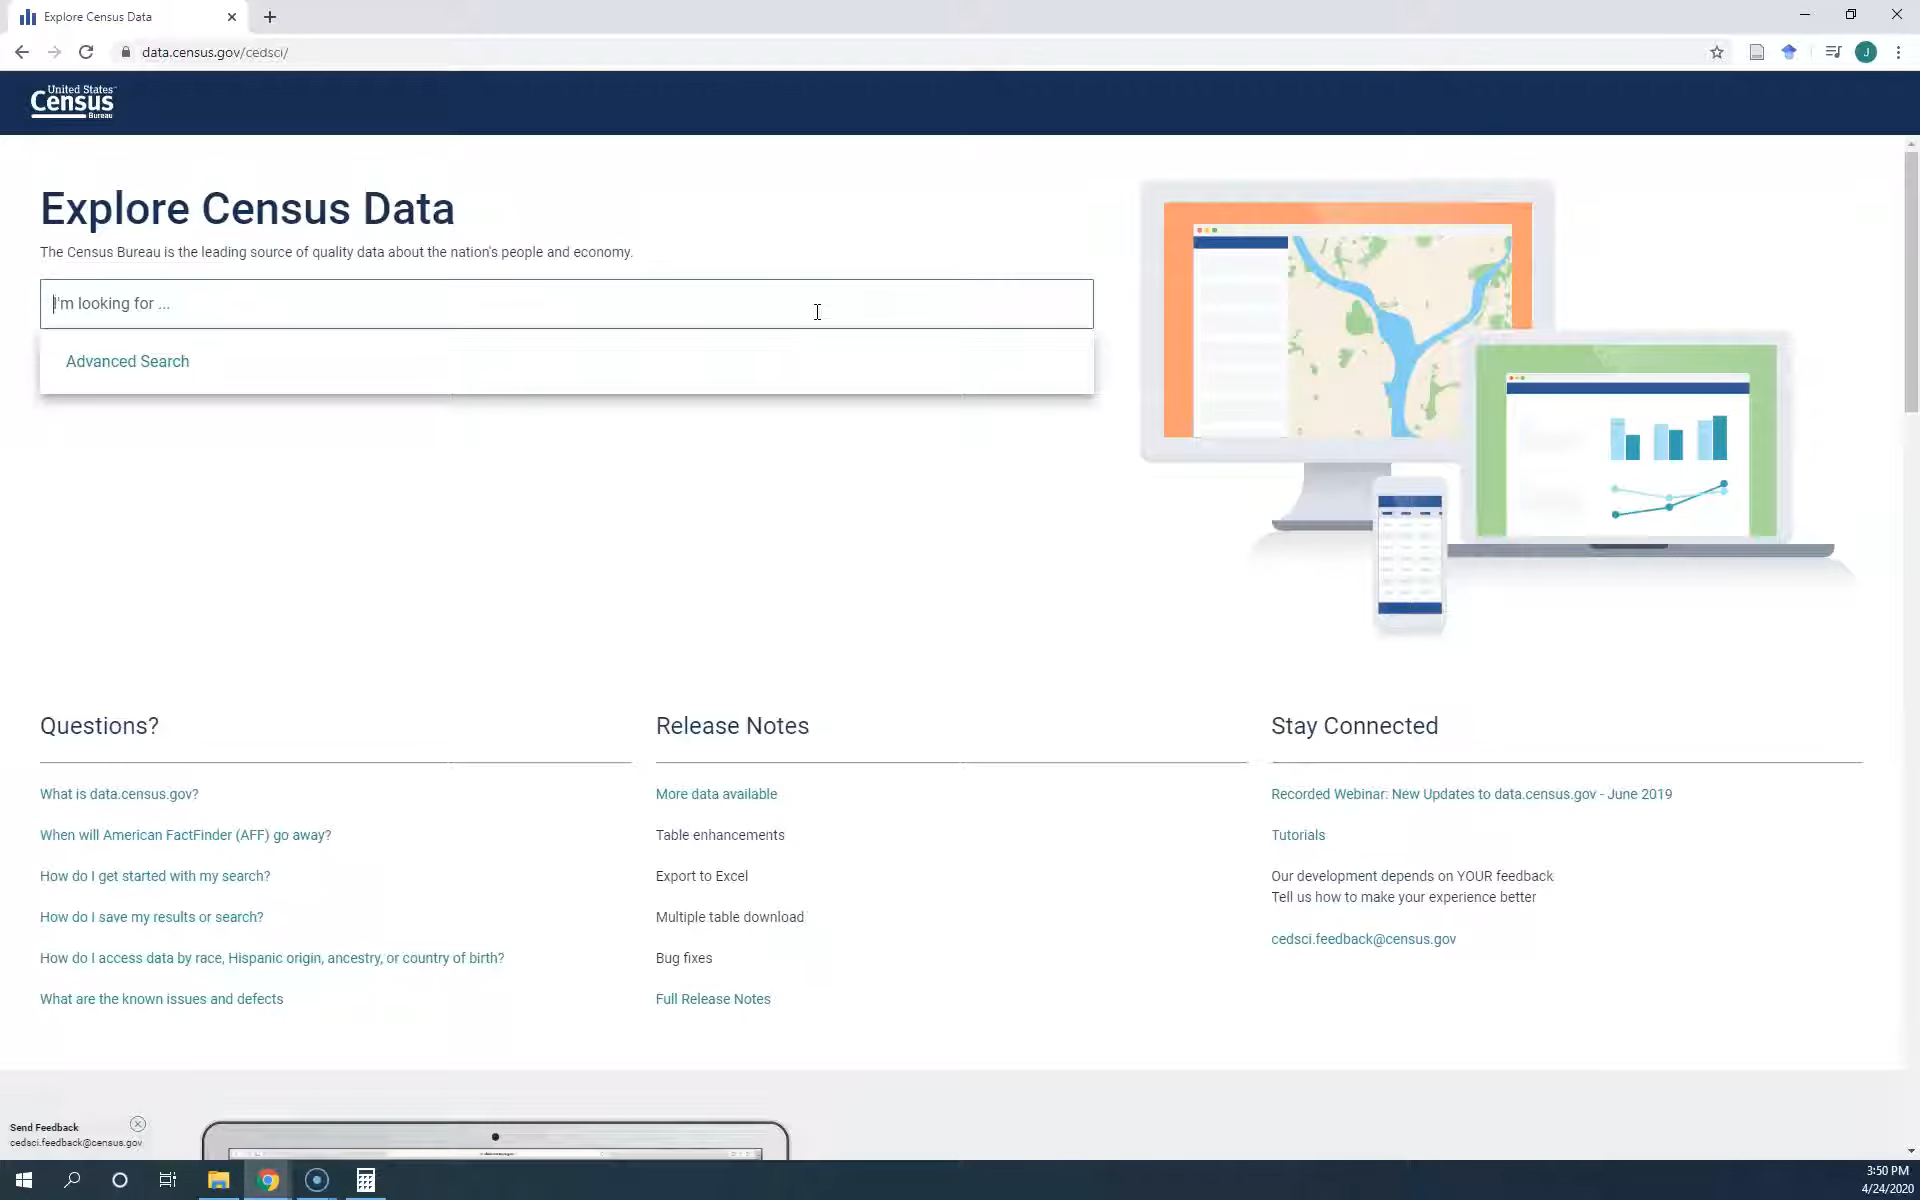 Explore Census Data
data.census.gov/cedsci/
J
United States
Census
Bureau
Explore Census Data
The Census Bureau is the leading source of quality data about the nation's people and economy.
I'm looking for ...
Advanced Search
Questions?
What is data.census.gov?
When will American FactFinder (AFF) go away?
How do I get started with my search?
How do I save my results or search?
How do I access data by race, Hispanic origin, ancestry, or country of birth?
What are the known issues and defects
Release Notes
More data available
Table enhancements
Export to Excel
Multiple table download
Bug fixes
Full Release Notes
Stay Connected
Recorded Webinar: New Updates to data.census.gov - June 2019
Tutorials
Our development depends on YOUR feedback
Tell us how to make your experience better
cedsci.feedback@census.gov
Send Feedback
cedsci.feedback@census.gov
3:50 PM
4/24/2020